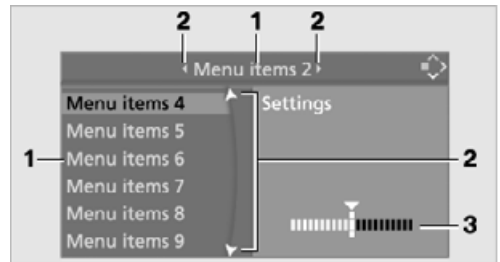 2 1 2
Menu items 2
Menu items 4 Settings
Menu items 5
1 Menu items 6 2
Menu items 7
Menu items 8
3
Menu items 9